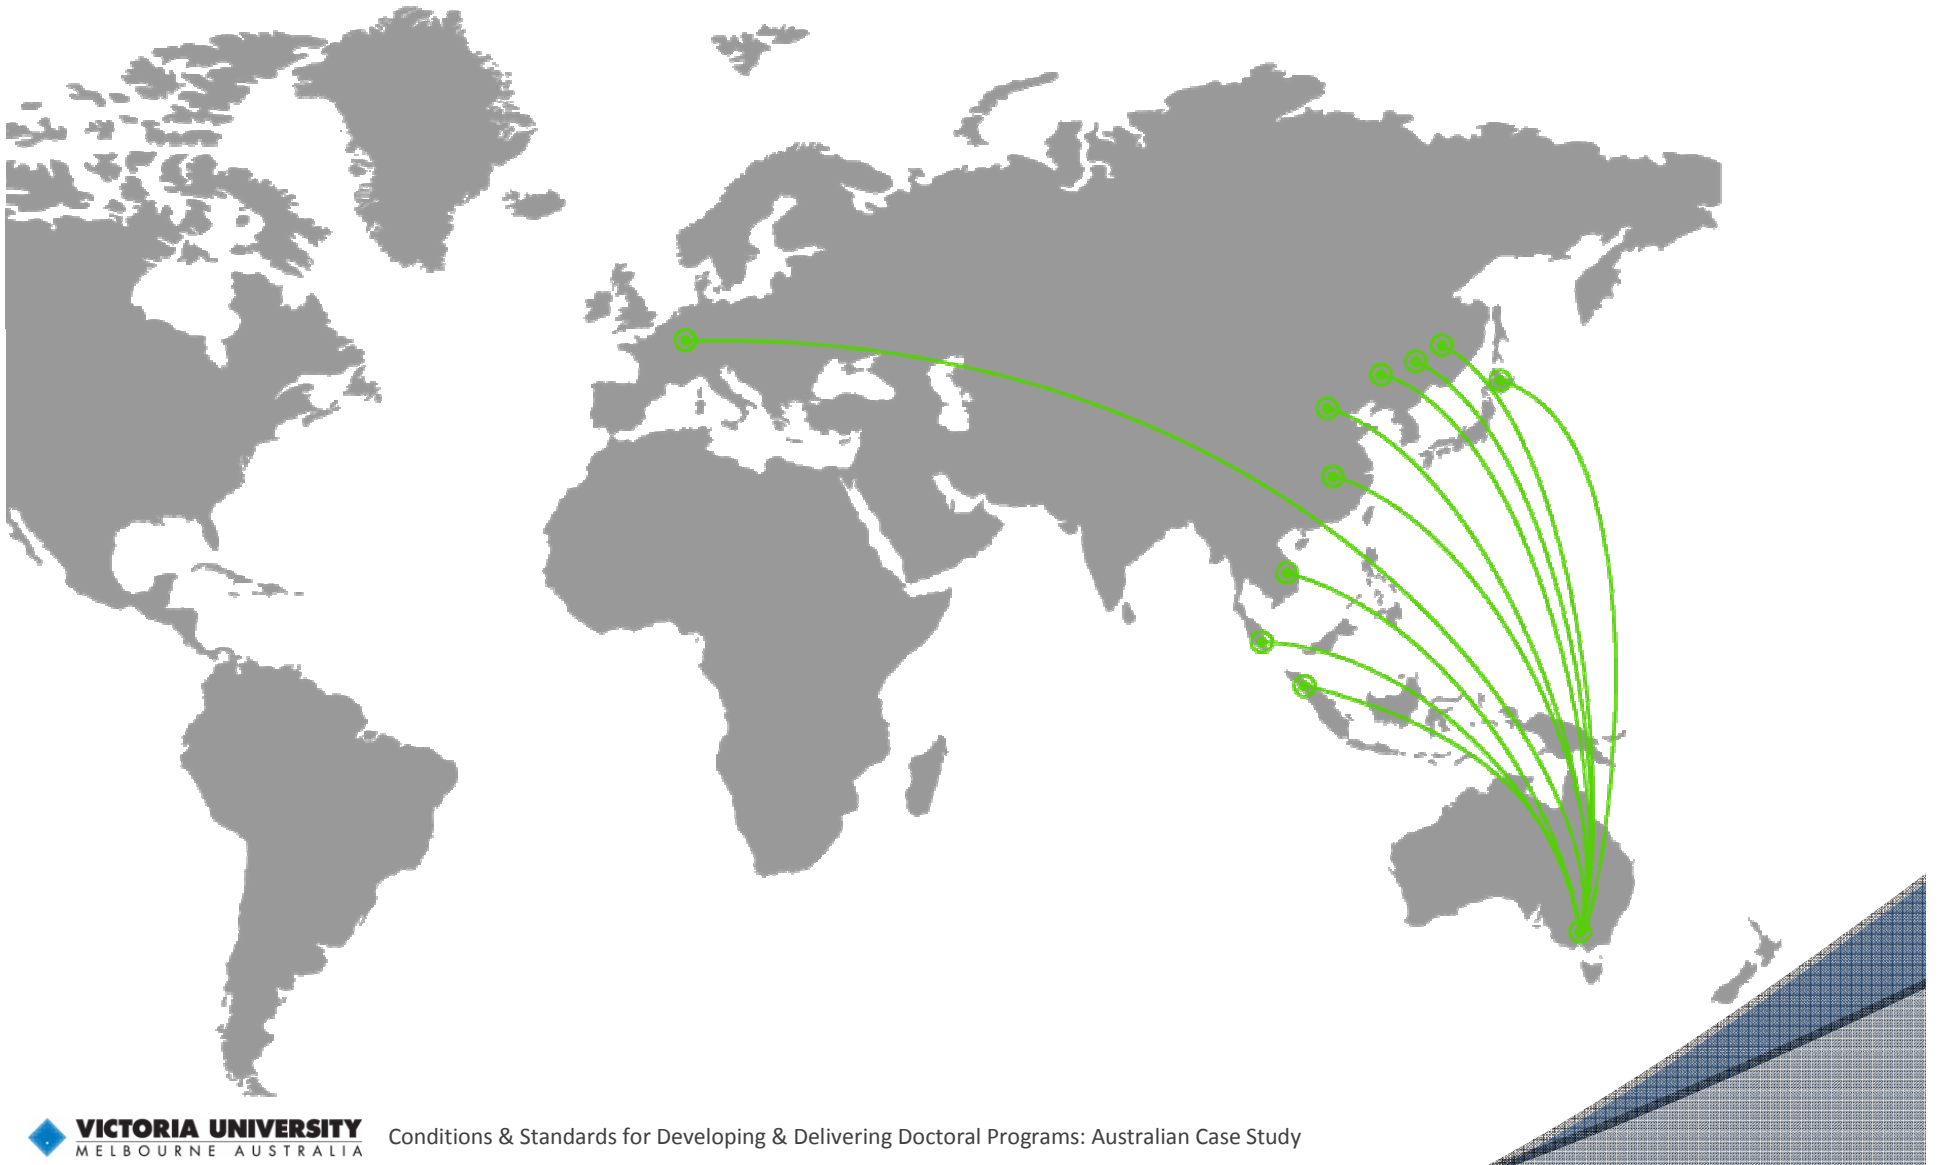 VICTORIA UNIVERSITY
MELBOURNE AUSTRALIA
Conditions & Standards for Developing & Delivering Doctoral Programs: Australian Case Study